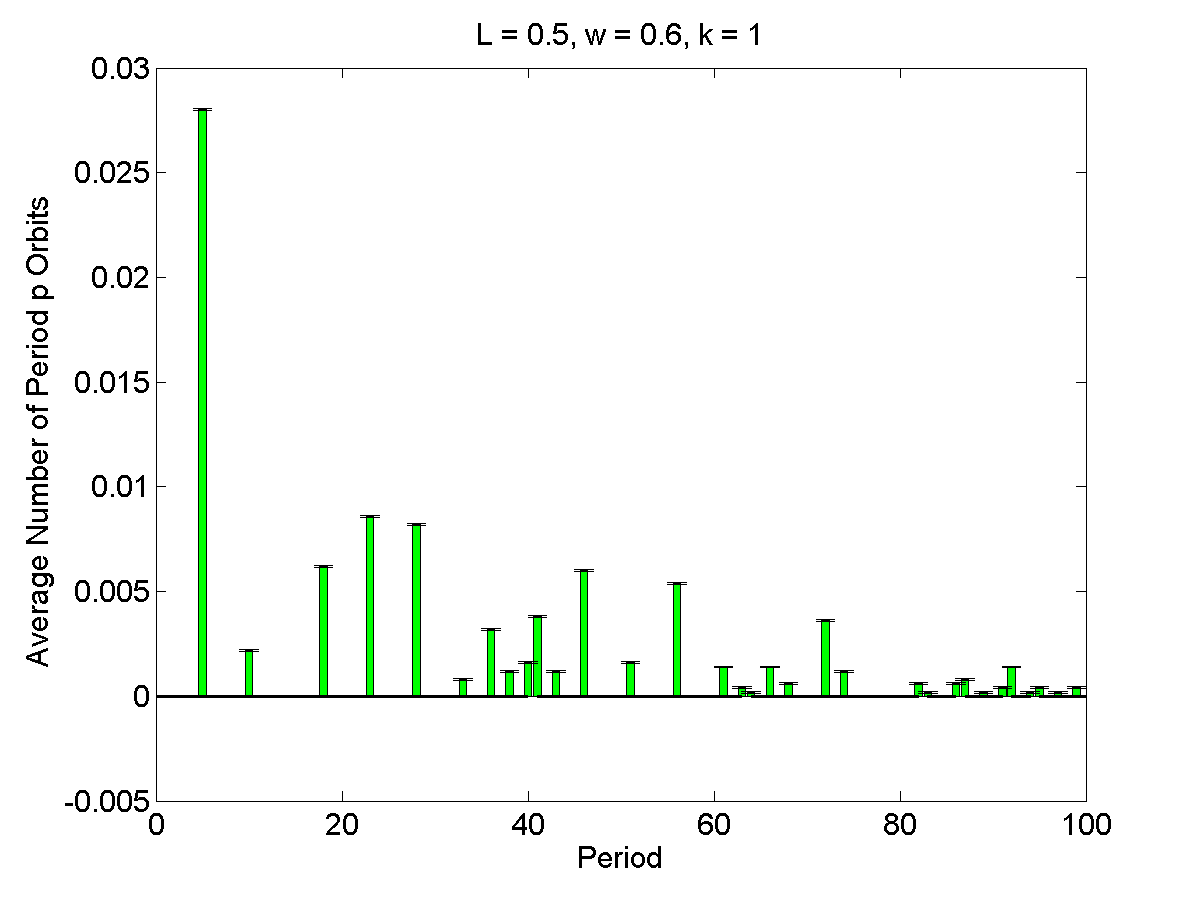 L = 0.5, w = 0.6, k = 1
0.03
0.025
0.02
0.015
0.01
0.005
0
-0.005
Average Number of Period p Orbits
0 20 40 60 80 100
Period